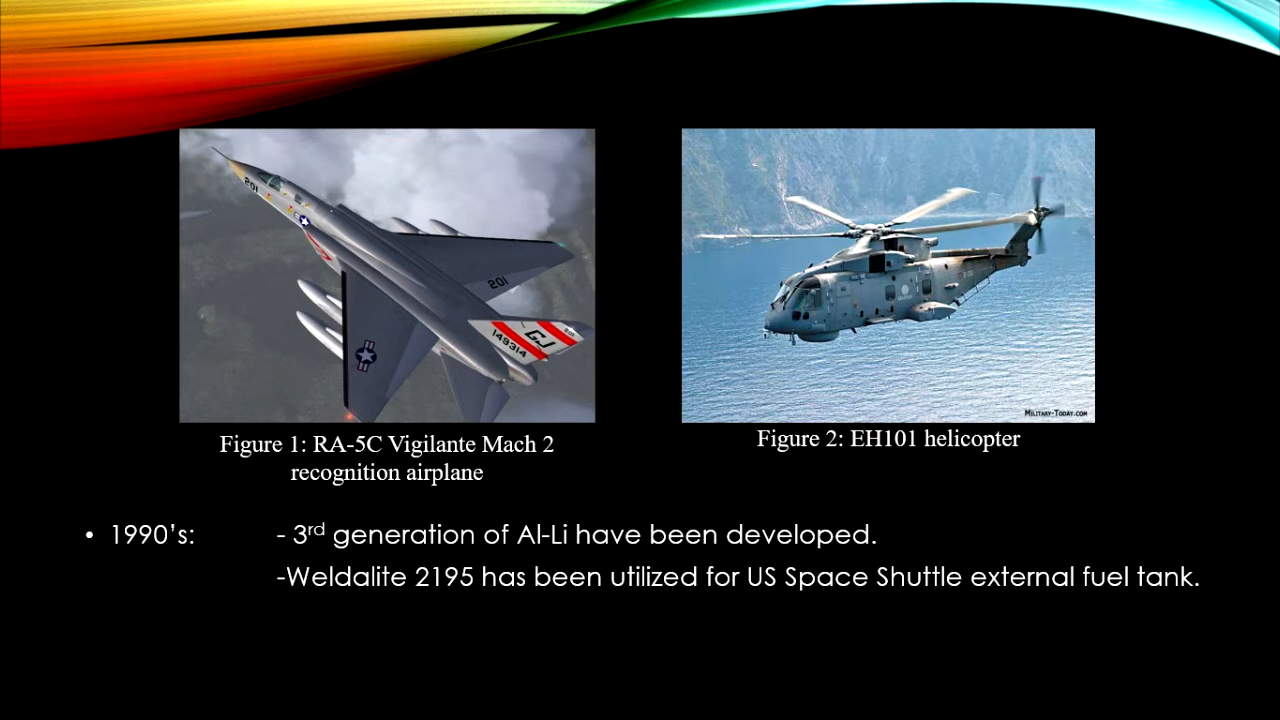 201
201
201
GJ
149314
MILITARY-TODAY.COM
Figure 1: RA-5C Vigilante Mach 2
recognition airplane
Figure 2: EH101 helicopter
• 1990’s: - 3rd generation of Al-Li have been developed.
-Weldalite 2195 has been utilized for US Space Shuttle external fuel tank.